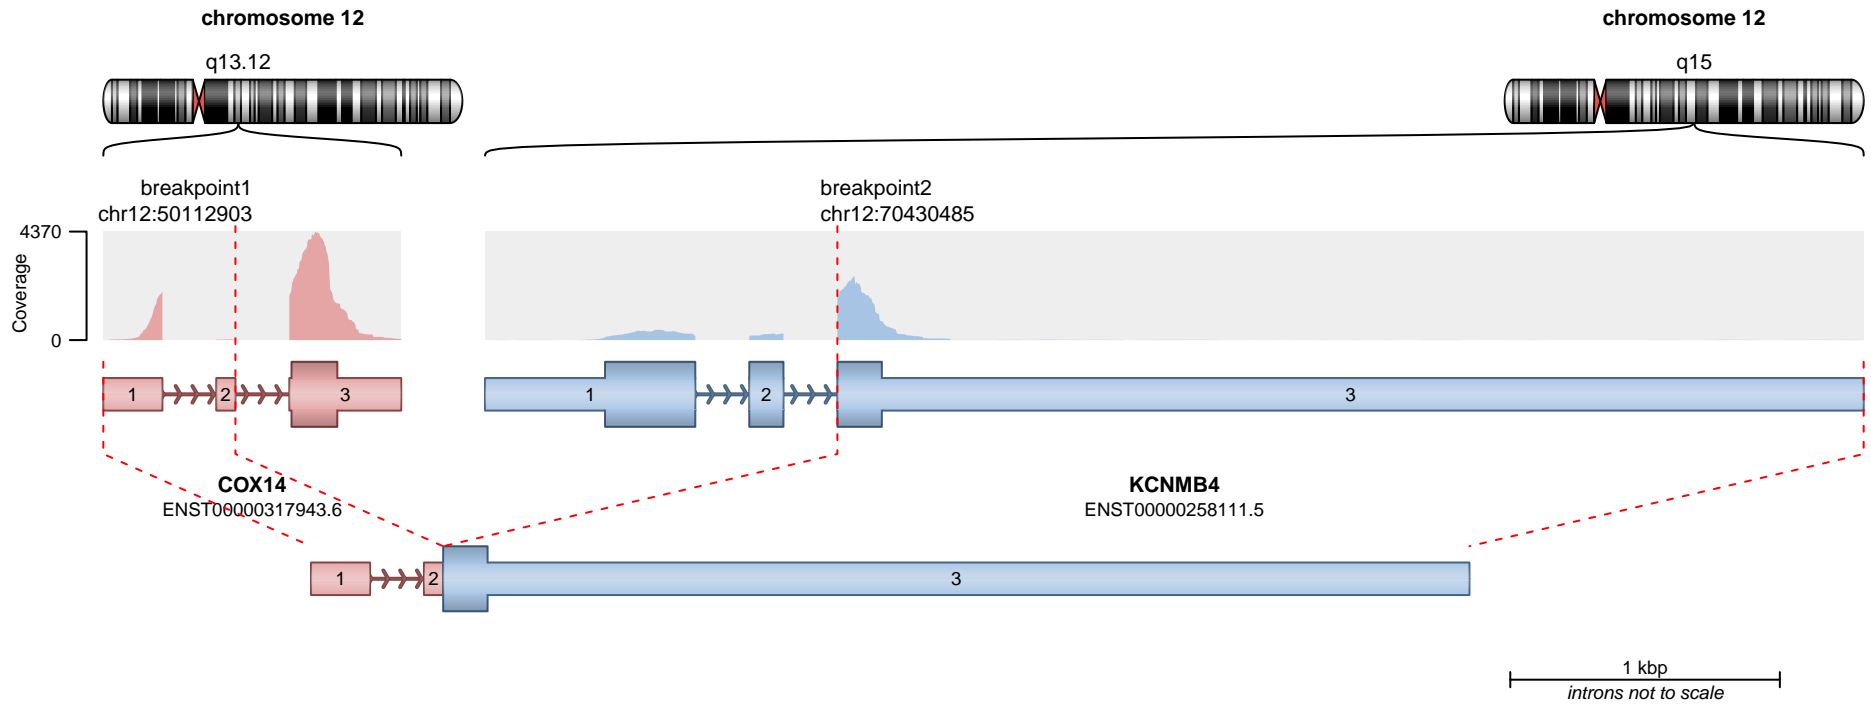 chromosome 12
chromosome 12
q13.12
q15
breakpoint1
chr12:50112903
breakpoint2
chr12:70430485
4370
Coverage
0
1
2
3
1
2
3
COX14
ENST00000317943.6
KCNMB4
ENST00000258111.5
1
2
3
1 kbp
introns not to scale